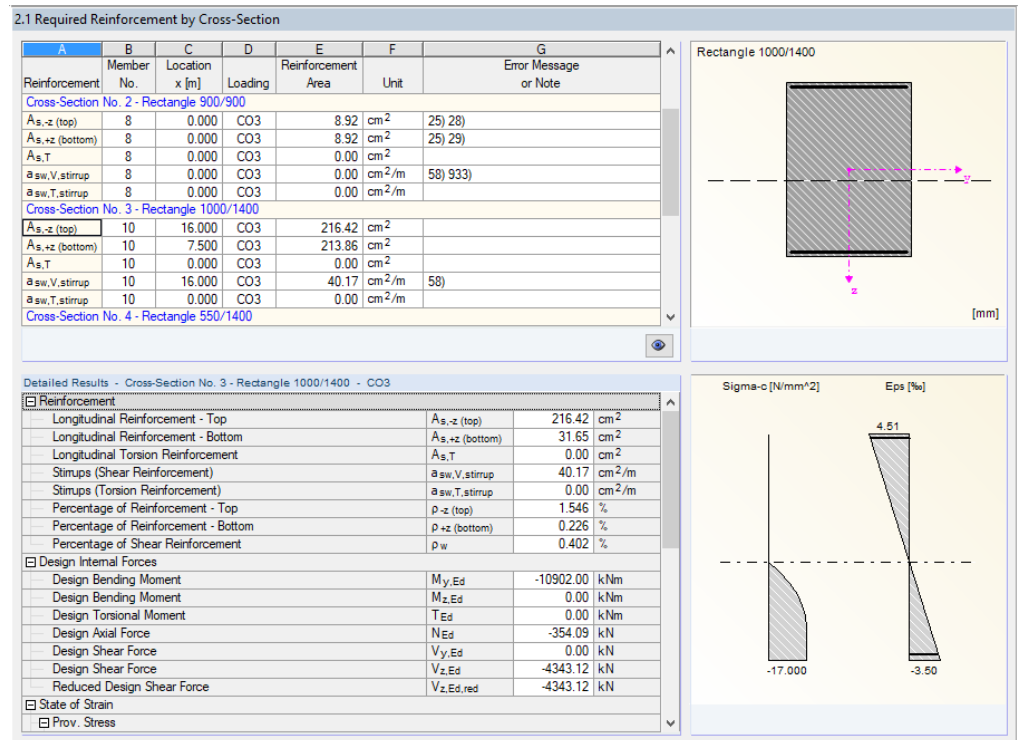 2.1 Required Reinforcement by Cross-Section
A B C D E F G
Member Location Reinforcement Error Message
Reinforcement No. x [m] Loading Area Unit or Note
Cross-Section No. 2 - Rectangle 900/900
As,-z (top) 8 0.000 CO3 8.92 cm2 25) 28)
As,+z (bottom) 8 0.000 CO3 8.92 cm2 25) 29)
As,T 8 0.000 CO3 0.00 cm2
asw,V,stirrup 8 0.000 CO3 0.00 cm2/m 58) 933)
asw,T,stirrup 8 0.000 CO3 0.00 cm2/m
Cross-Section No. 3 - Rectangle 1000/1400
As,-z (top) 10 16.000 CO3 216.42 cm2
As,+z (bottom) 10 7.500 CO3 213.86 cm2
As,T 10 0.000 CO3 0.00 cm2
asw,V,stirrup 10 16.000 CO3 40.17 cm2/m 58)
asw,T,stirrup 10 0.000 CO3 0.00 cm2/m
Cross-Section No. 4 - Rectangle 550/1400
Rectangle 1000/1400
y
z
[mm]
Detailed Results - Cross-Section No. 3 - Rectangle 1000/1400 - CO3
Reinforcement
Longitudinal Reinforcement - Top As,-z (top) 216.42 cm2
Longitudinal Reinforcement - Bottom As,+z (bottom) 31.65 cm2
Longitudinal Torsion Reinforcement As,T 0.00 cm2
Stirrups (Shear Reinforcement) asw,V,stirrup 40.17 cm2/m
Stirrups (Torsion Reinforcement) asw,T,stirrup 0.00 cm2/m
Percentage of Reinforcement - Top ρ-z (top) 1.546 %
Percentage of Reinforcement - Bottom ρ+z (bottom) 0.226 %
Percentage of Shear Reinforcement ρw 0.402 %
Design Internal Forces
Design Bending Moment My,Ed -10902.00 kNm
Design Bending Moment Mz,Ed 0.00 kNm
Design Torsional Moment TEd 0.00 kNm
Design Axial Force NEd -354.09 kN
Design Shear Force Vy,Ed 0.00 kN
Design Shear Force Vz,Ed -4343.12 kN
Reduced Design Shear Force Vz,Ed,red -4343.12 kN
State of Strain
Prov. Stress
Sigma-c [N/mm^2] Eps [‰]
4.51
-17.000 -3.50